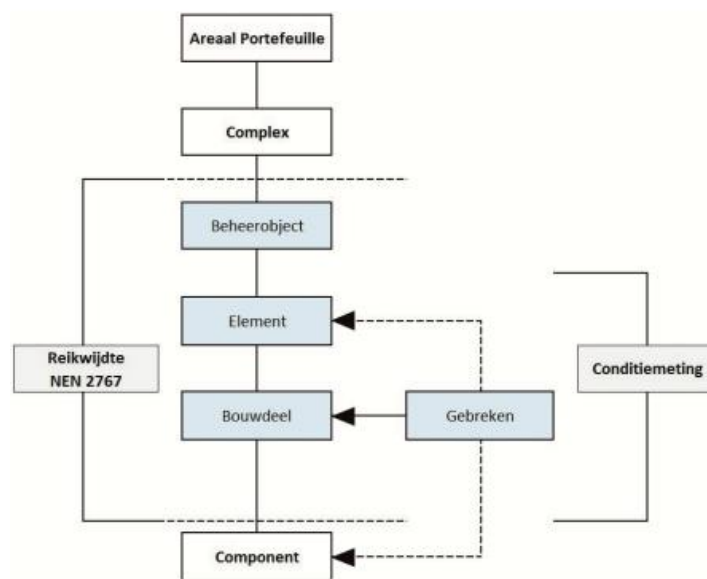 Areaal Portefeuille
Complex
Beheerobject
Element
Reikwijdte
NEN 2767
Conditiemeting
Bouwdeel
Gebreken
Component